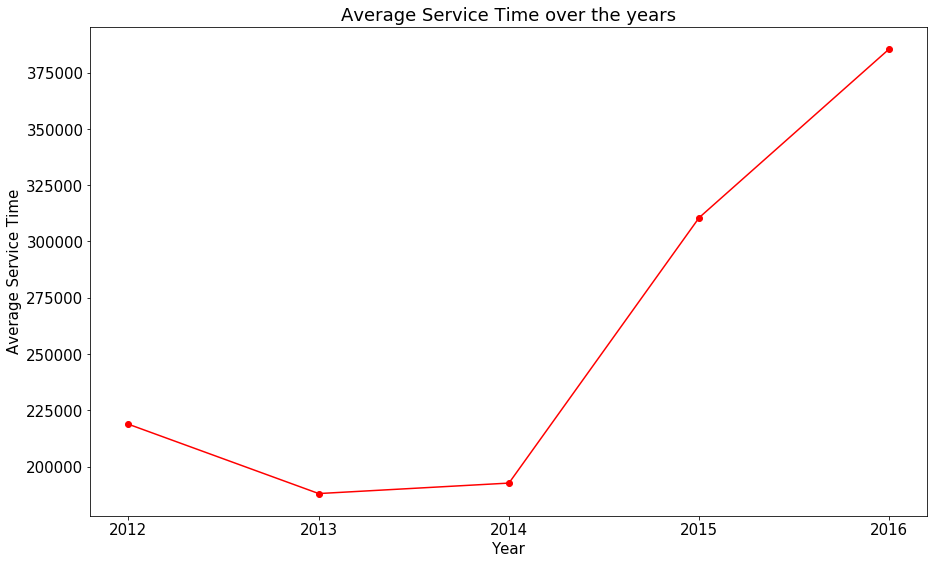 Average Service Time over the years
Average Service Time
375000
350000
325000
300000
275000
250000
225000
200000
2012 2013 2014 2015 2016
Year